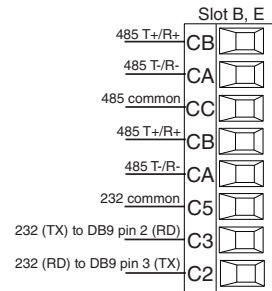 Slot B, E
485 T+/R+ CB
485 T-/R- CA
485 common CC
485 T+/R+ CB
485 T-/R- CA
232 common C5
232 (TX) to DB9 pin 2 (RD) C3
232 (RD) to DB9 pin 3 (TX) C2